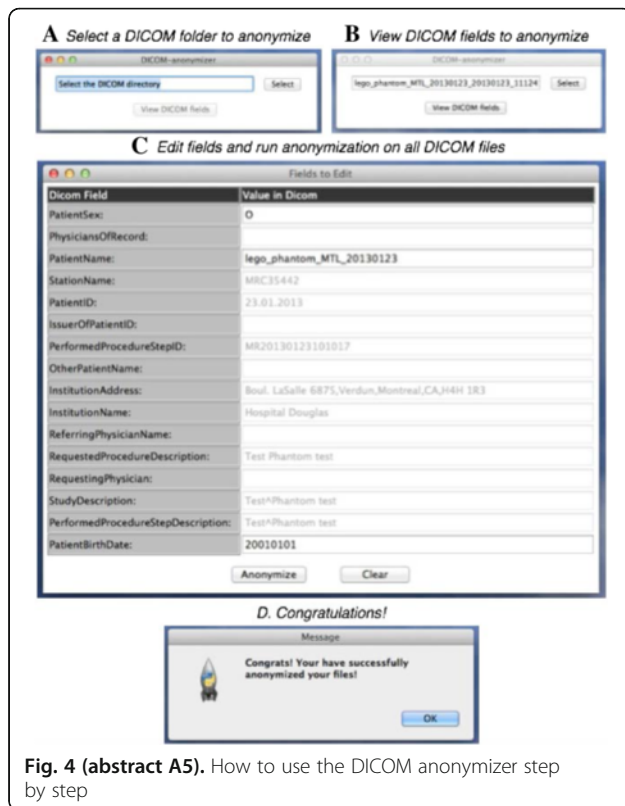 A Select a DICOM folder to anonymize
DICOM-anonymizer
Select the DICOM directory
Select
View DICOM fields
B View DICOM fields to anonymize
DICOM-anonymizer
lego_phantom_MTL_20130123_20130123_11124
Select
View DICOM fields
C Edit fields and run anonymization on all DICOM files
Fields to Edit
Dicom Field Value in Dicom
PatientSex: O
PhysiciansOfRecord:
PatientName: lego_phantom_MTL_20130123
StationName: MRC35442
PatientID: 23.01.2013
IssuerOfPatientID:
PerformedProcedureStepID: MR20130123101017
OtherPatientName:
InstitutionAddress: Boul. LaSalle 6875,Verdun,Montreal,CA,H4H 1R3
InstitutionName: Hospital Douglas
ReferringPhysicianName:
RequestedProcedureDescription: Test Phantom test
RequestingPhysician:
StudyDescription: Test^Phantom test
PerformedProcedureStepDescription: Test^Phantom test
PatientBirthDate: 20010101
Anonymize Clear
D. Congratulations!
Message
Congrats! Your have successfully
anonymized your files!
OK
Fig. 4 (abstract A5). How to use the DICOM anonymizer step
by step